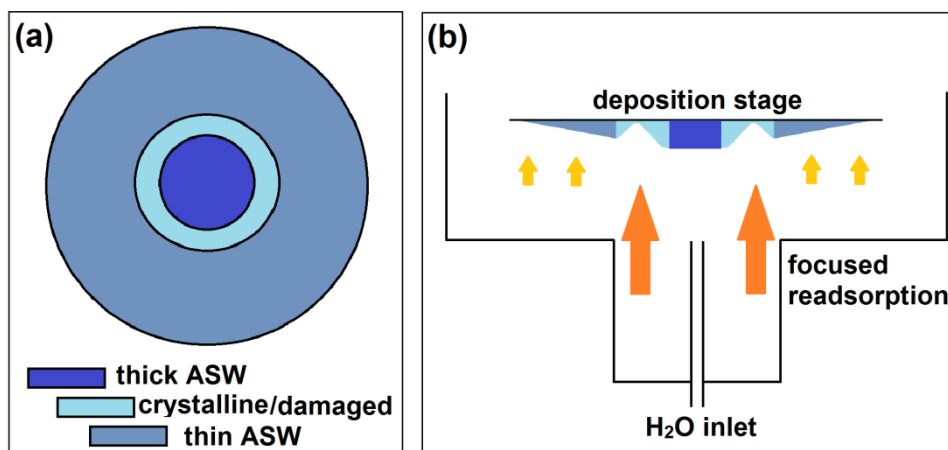 (a)
thick ASW
crystalline/damaged
thin ASW
(b)
deposition stage
focused
readsorption
H₂O inlet